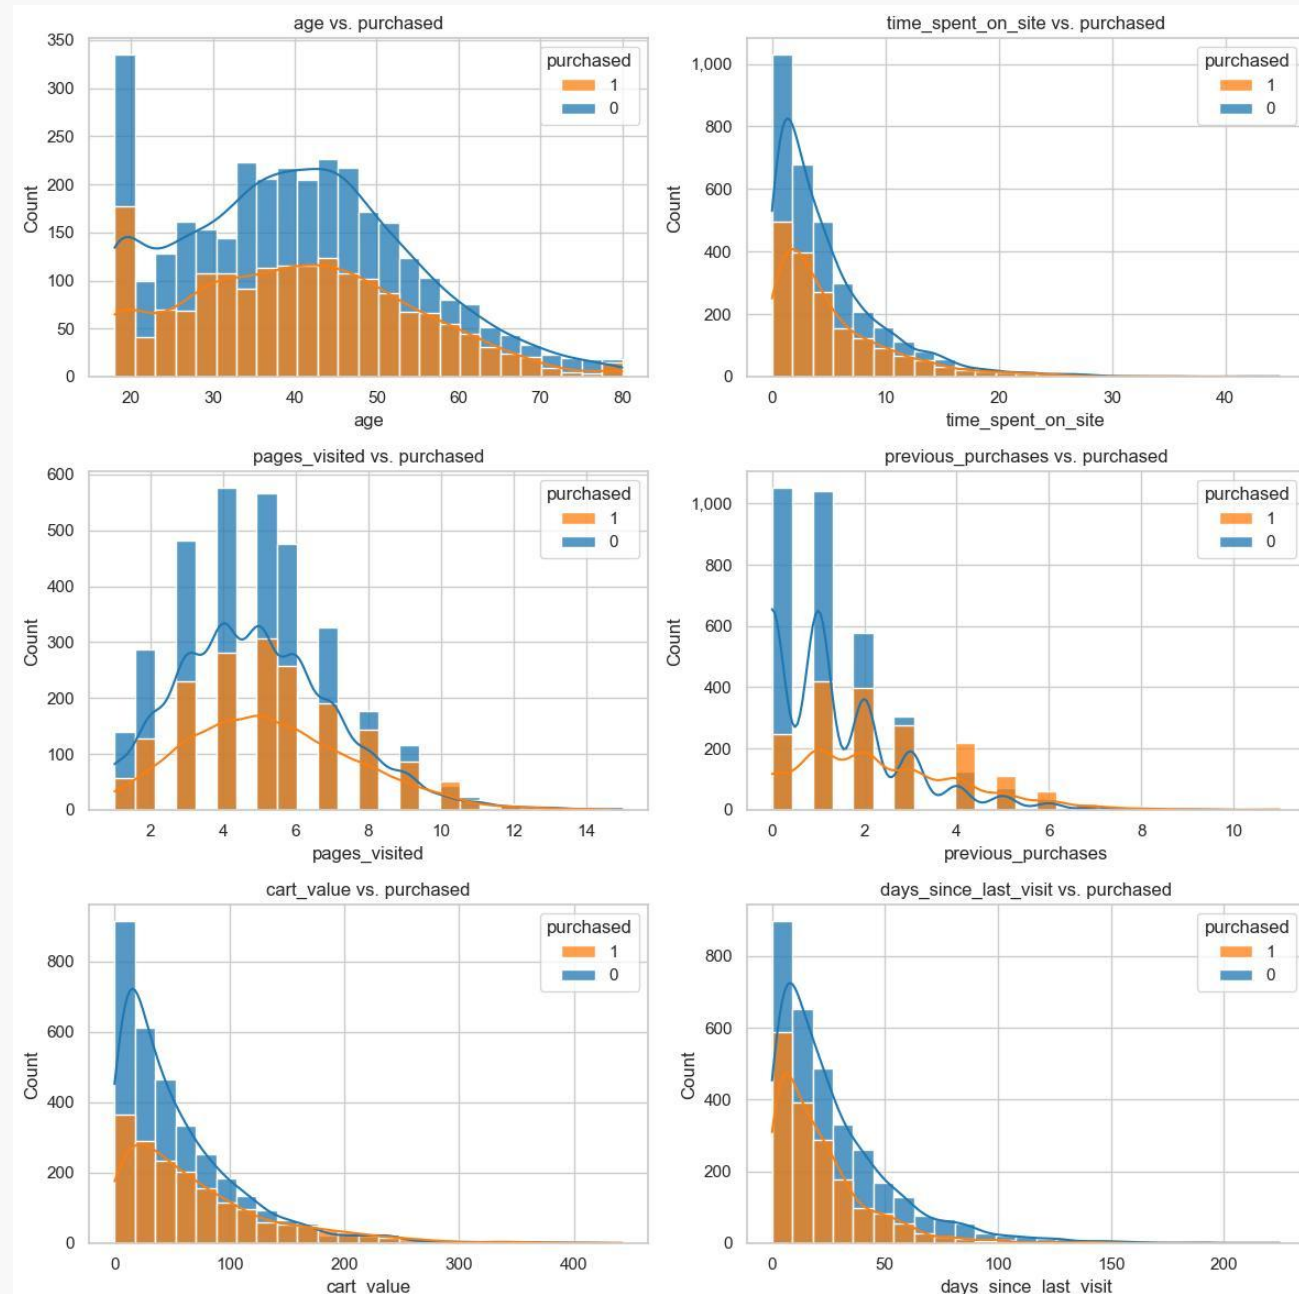 age vs. purchased
350
300
250
200
150
100
50
0
Count
20 30 40 50 60 70 80
age
purchased
1
0
time_spent_on_site vs. purchased
1,000
800
600
400
200
0
Count
0 10 20 30 40
time_spent_on_site
purchased
1
0
pages_visited vs. purchased
600
500
400
300
200
100
0
Count
2 4 6 8 10 12 14
pages_visited
purchased
1
0
previous_purchases vs. purchased
1,000
800
600
400
200
0
Count
0 2 4 6 8 10
previous_purchases
purchased
1
0
cart_value vs. purchased
800
600
400
200
0
Count
0 100 200 300 400
cart_value
purchased
1
0
days_since_last_visit vs. purchased
800
600
400
200
0
Count
0 50 100 150 200
days_since_last_visit
purchased
1
0